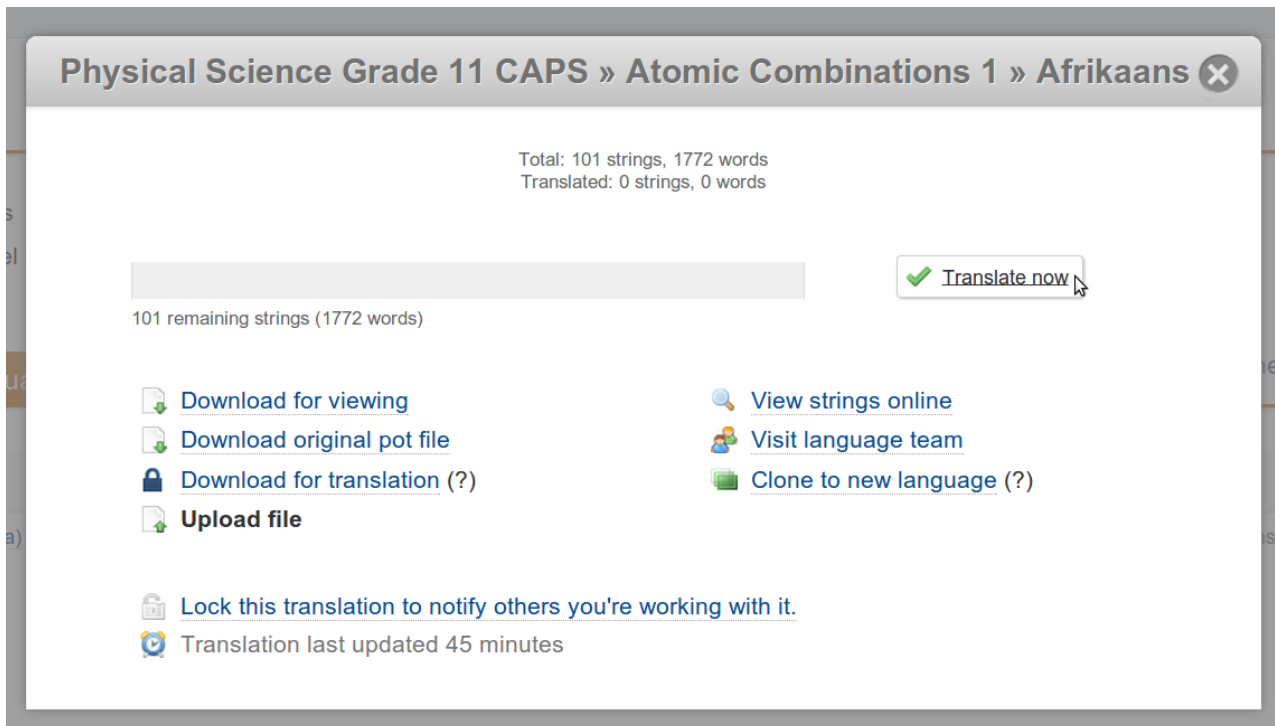 Physical Science Grade 11 CAPS » Atomic Combinations 1 » Afrikaans
Total: 101 strings, 1772 words
Translated: 0 strings, 0 words
Translate now
101 remaining strings (1772 words)
Download for viewing
View strings online
Download original pot file
Visit language team
Download for translation (?)
Clone to new language (?)
Upload file
Lock this translation to notify others you're working with it.
Translation last updated 45 minutes